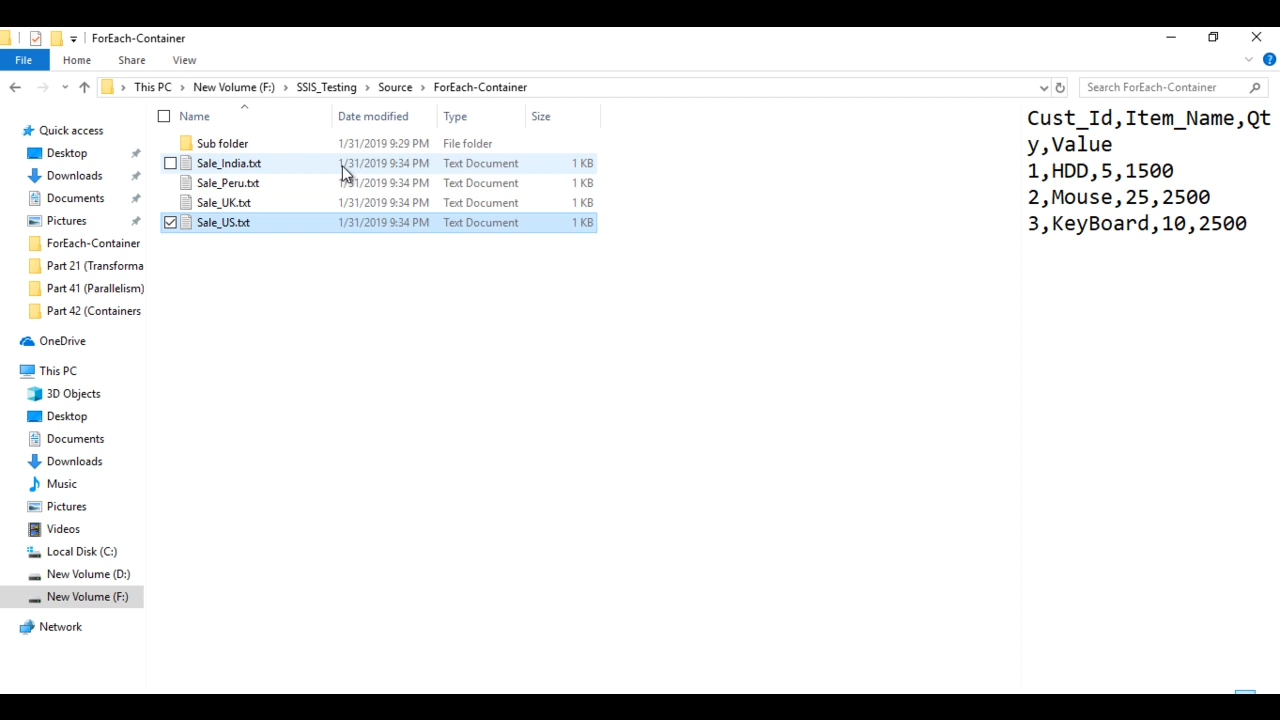 ForEach-Container
File Home Share View
This PC New Volume (F:) SSIS_Testing Source ForEach-Container
Search ForEach-Container
Name Date modified Type Size
Sub folder 1/31/2019 9:29 PM File folder
Sale_India.txt 1/31/2019 9:34 PM Text Document 1 KB
Sale_Peru.txt 1/31/2019 9:34 PM Text Document 1 KB
Sale_UK.txt 1/31/2019 9:34 PM Text Document 1 KB
Sale_US.txt 1/31/2019 9:34 PM Text Document 1 KB
Quick access
Desktop
Downloads
Documents
Pictures
ForEach-Container
Part 21 (Transforma
Part 41 (Parallelism)
Part 42 (Containers
OneDrive
This PC
3D Objects
Desktop
Documents
Downloads
Music
Pictures
Videos
Local Disk (C:)
New Volume (D:)
New Volume (F:)
Network
Cust_Id,Item_Name,Qt
y,Value
1,HDD,5,1500
2,Mouse,25,2500
3,KeyBoard,10,2500